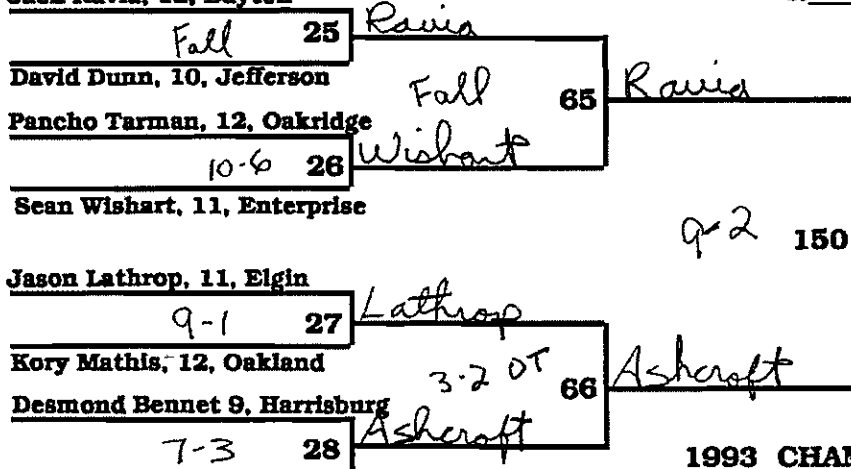 Fall 25 Ravia
David Dunn, 10, Jefferson
Fall 65 Ravia
Pancho Tarman, 12, Oakridge
10-6 26 Wishart
Sean Wishart, 11, Enterprise
9-2 150
Jason Lathrop, 11, Elgin
9-1 27 Lathrop
Kory Mathis, 12, Oakland
3-2 OT 66 Ashcroft
Desmond Bennet 9, Harrisburg
7-3 28 Ashcroft
1993